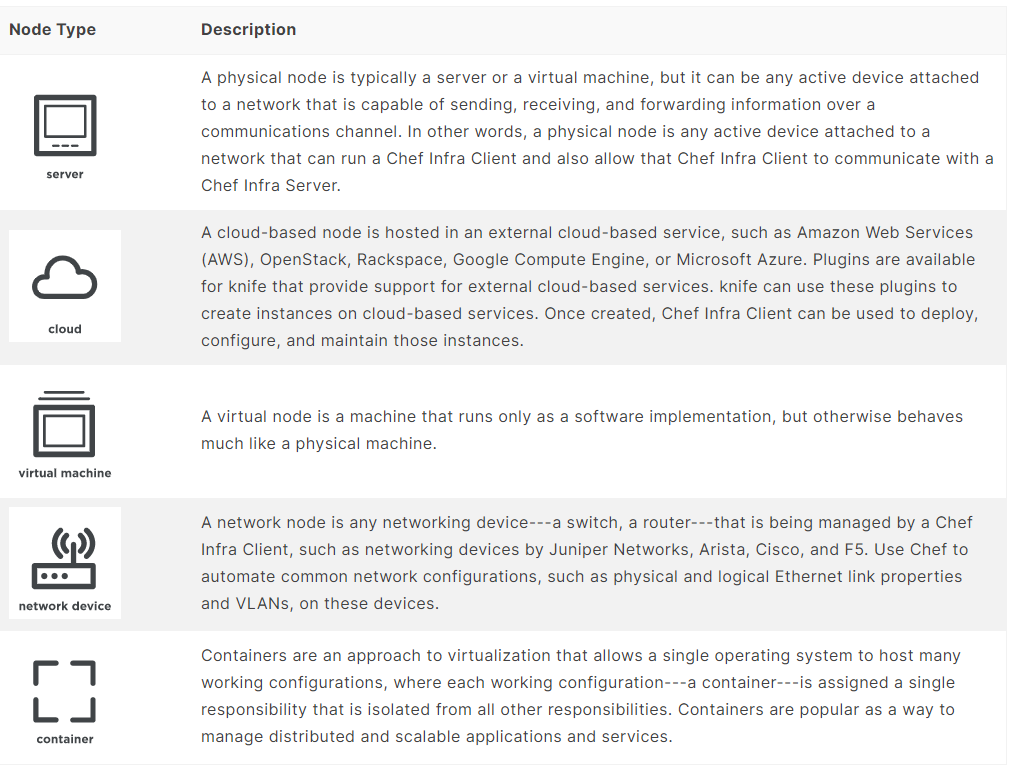 Node Type
Description
server
A physical node is typically a server or a virtual machine, but it can be any active device attached
to a network that is capable of sending, receiving, and forwarding information over a
communications channel. In other words, a physical node is any active device attached to a
network that can run a Chef Infra Client and also allow that Chef Infra Client to communicate with a
Chef Infra Server.
cloud
A cloud-based node is hosted in an external cloud-based service, such as Amazon Web Services
(AWS), OpenStack, Rackspace, Google Compute Engine, or Microsoft Azure. Plugins are available
for knife that provide support for external cloud-based services. knife can use these plugins to
create instances on cloud-based services. Once created, Chef Infra Client can be used to deploy,
configure, and maintain those instances.
virtual machine
A virtual node is a machine that runs only as a software implementation, but otherwise behaves
much like a physical machine.
network device
A network node is any networking device---a switch, a router---that is being managed by a Chef
Infra Client, such as networking devices by Juniper Networks, Arista, Cisco, and F5. Use Chef to
automate common network configurations, such as physical and logical Ethernet link properties
and VLANs, on these devices.
container
Containers are an approach to virtualization that allows a single operating system to host many
working configurations, where each working configuration---a container---is assigned a single
responsibility that is isolated from all other responsibilities. Containers are popular as a way to
manage distributed and scalable applications and services.